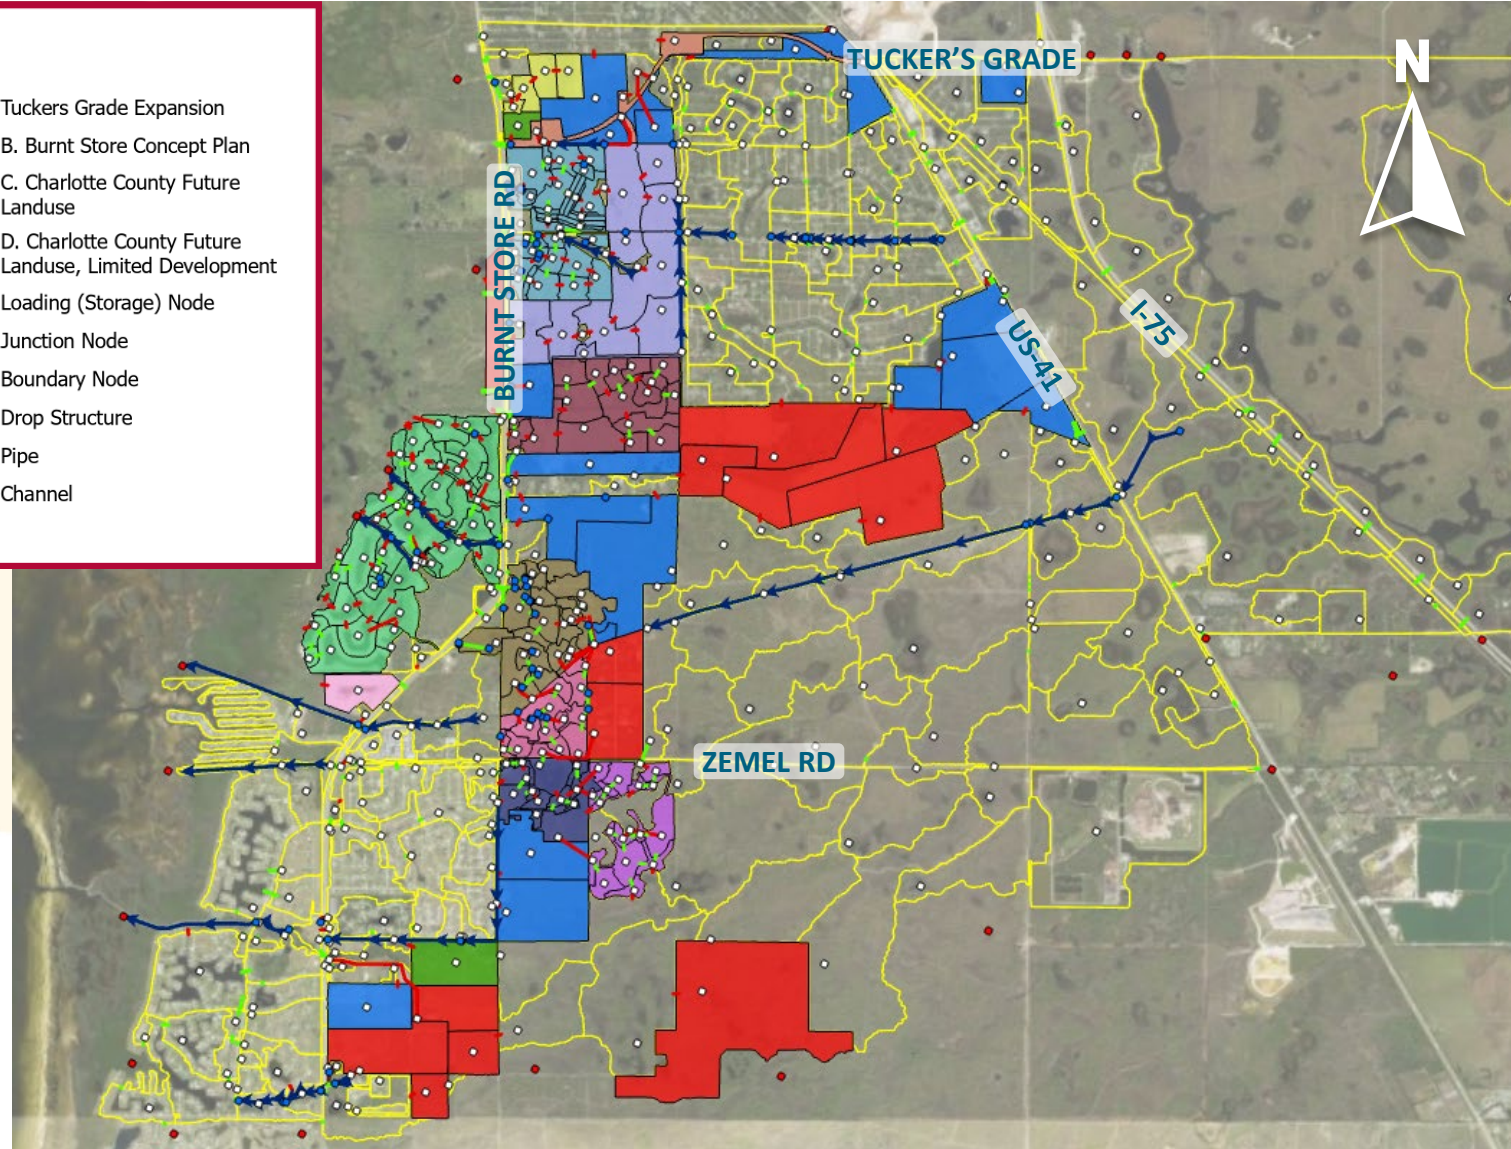 Tuckers Grade Expansion
B. Burnt Store Concept Plan
C. Charlotte County Future
Landuse
D. Charlotte County Future
Landuse, Limited Development
Loading (Storage) Node
Junction Node
Boundary Node
Drop Structure
Pipe
Channel
TUCKER'S GRADE
N
BURNT STORE RD
I-75
US-41
ZEMEL RD